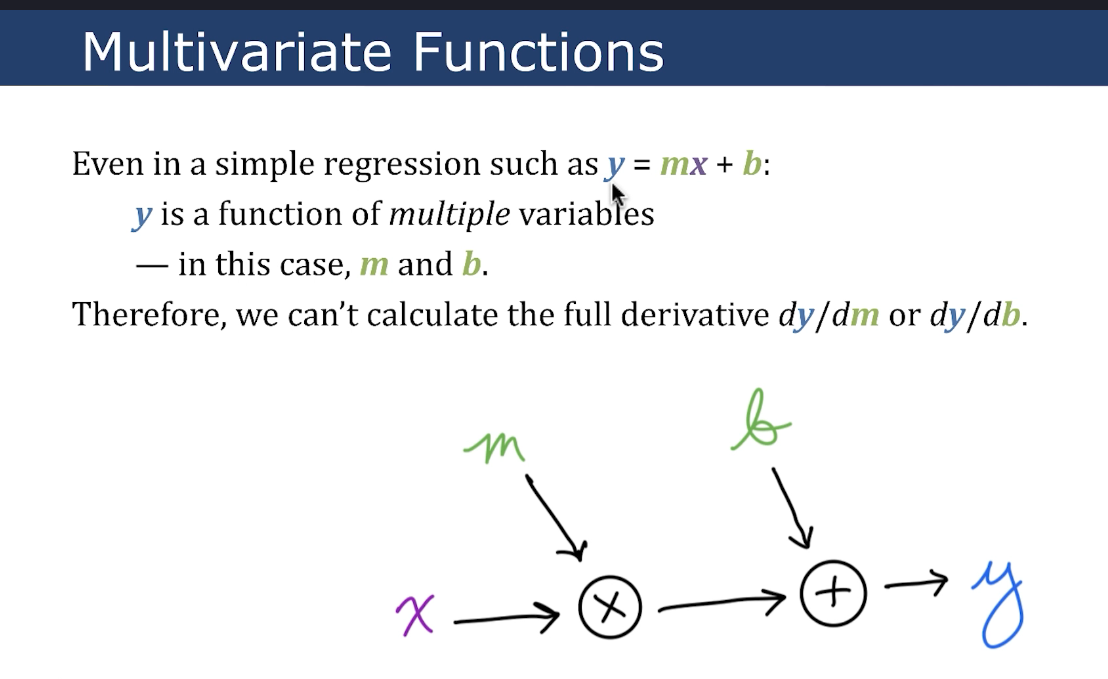 Multivariate Functions
Even in a simple regression such as y = mx + b:
y is a function of multiple variables
— in this case, m and b.
Therefore, we can’t calculate the full derivative dy/dm or dy/db.
m
b
x
×
+
y